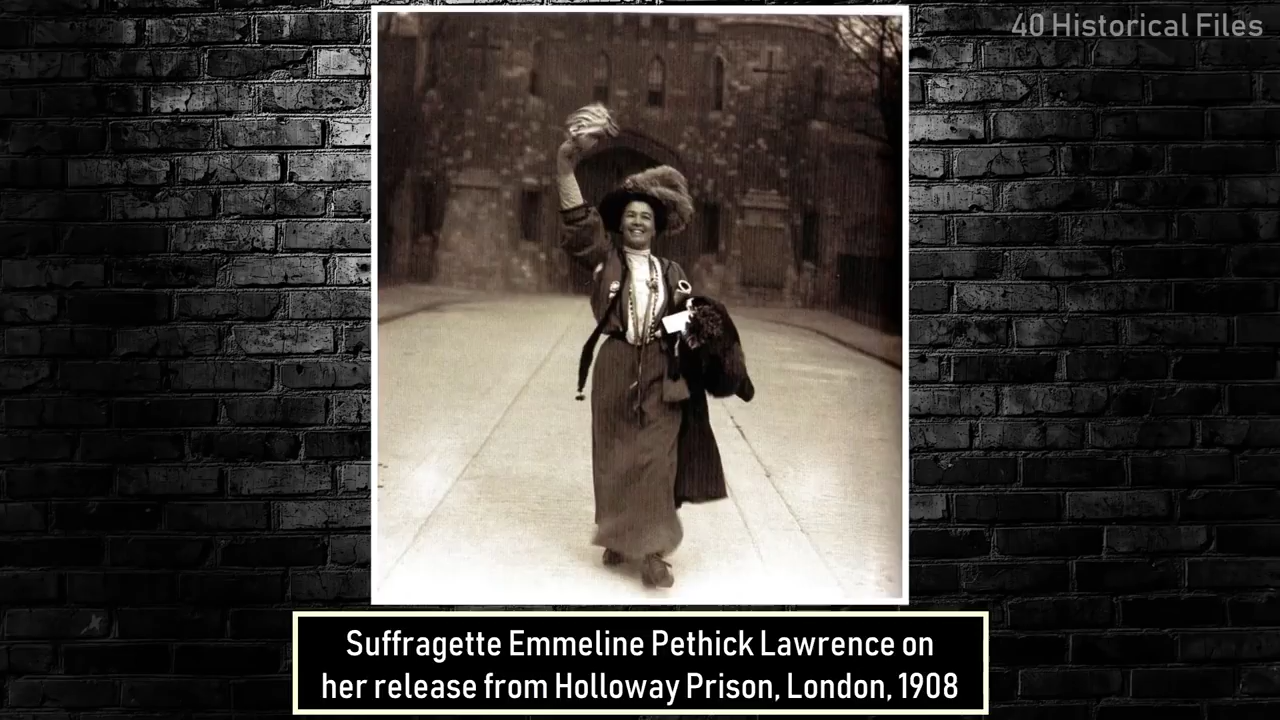 40 Historical Files
Suffragette Emmeline Pethick Lawrence on
her release from Holloway Prison, London, 1908